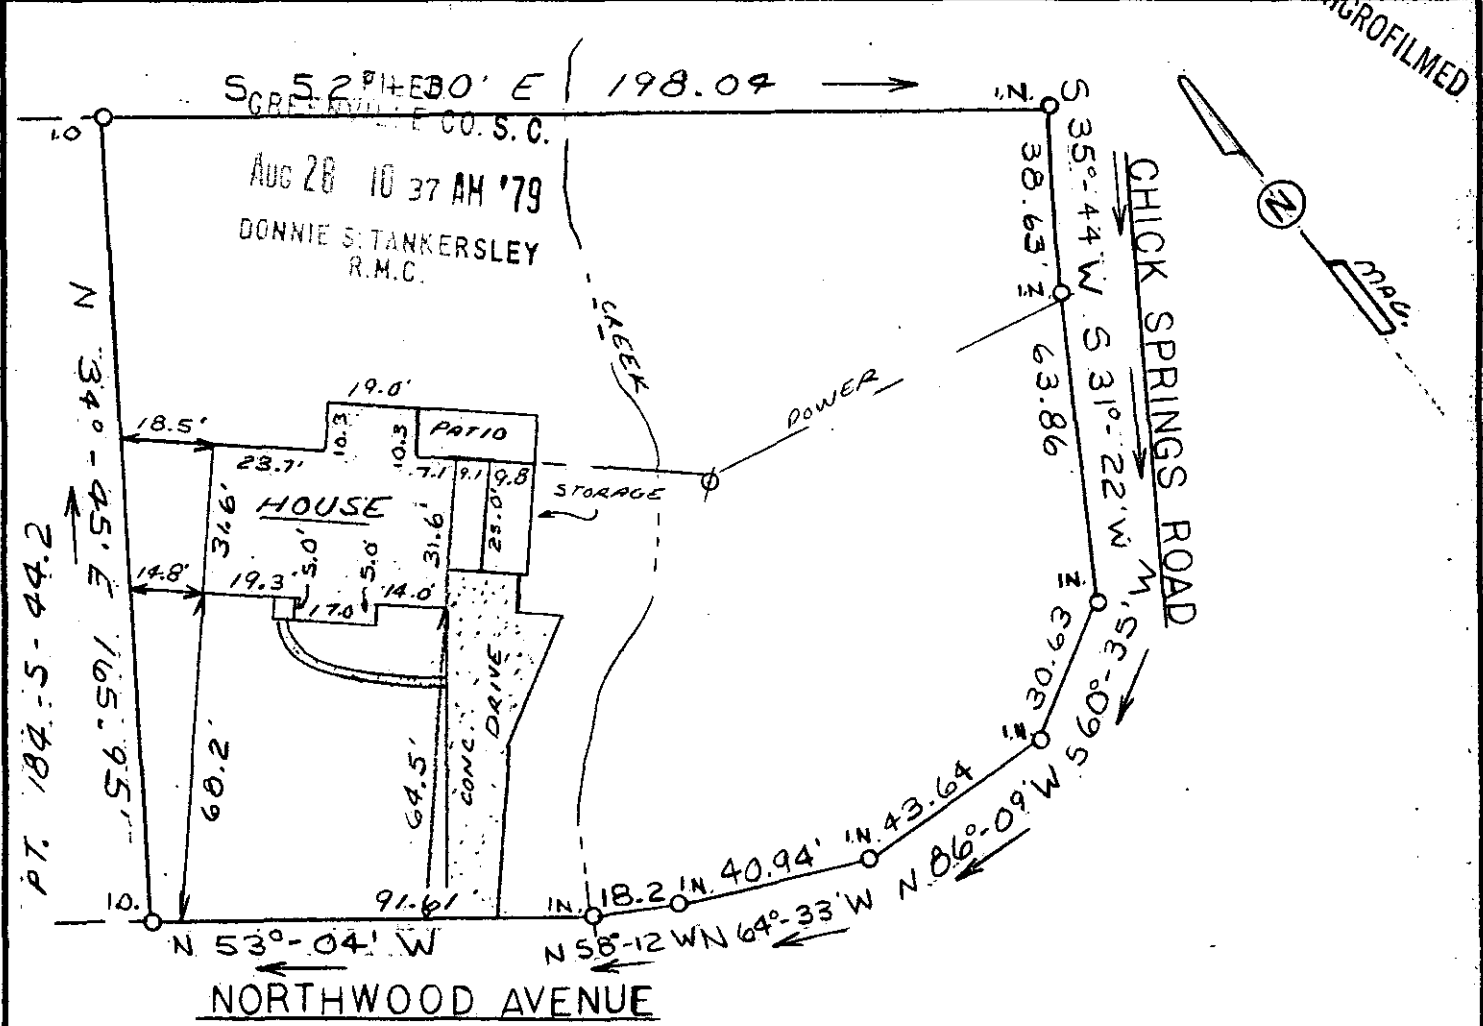 S 52°-30' E 198.04
FILED
GREENVILLE CO. S. C.
AUG 28 10 37 AM '79
DONNIE S. TANKERSLEY
R.M.C.
I.O
I.N.
S 35°-44' W
38.63'
I.N.
CHICK SPRINGS ROAD
MAG.
N
S 31°-22' W
63.86
CREEK
POWER
N 34°-45' E 165.95'
PT. 184-5-44.2
19.0'
18.5'
10.3
10.3
PATIO
23.7'
7.1
9.1
9.8
HOUSE
STORAGE
31.6'
31.6'
25.0'
14.8'
19.3'
5.0'
5.0'
17.0
14.0'
I.N.
30.63
S 60°-35' W
68.2'
64.5'
CONC. DRIVE
I.N.
43.64
N 86°-09' W
I.N.
40.94'
N 64°-33' W
I.N.
18.2
N 58°-12 W
I.N.
91.61'
I.O.
N 53°-04' W
NORTHWOOD AVENUE